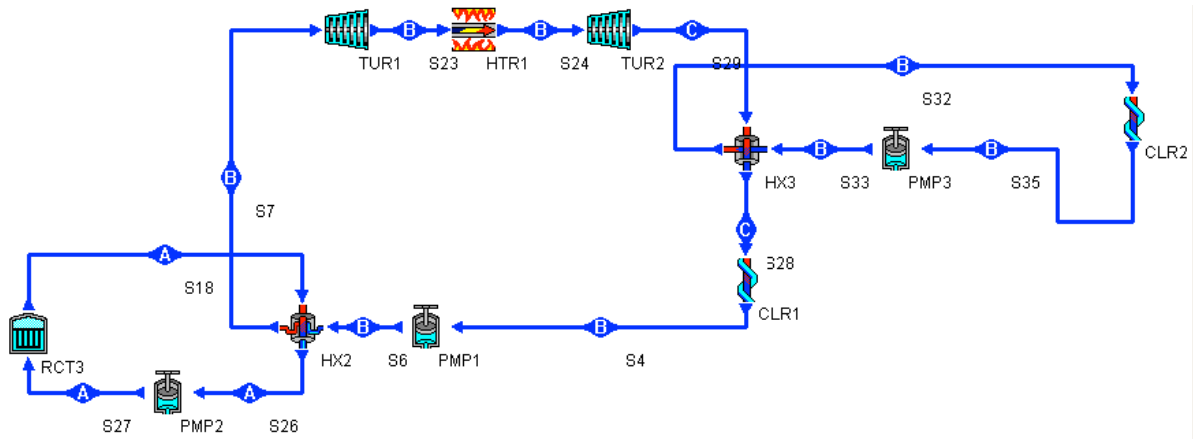 B
B
C
TUR1
S23
HTR1
S24
TUR2
S29
B
S32
CLR2
B
B
HX3
S33
PMP3
S35
B
S7
C
S28
A
S18
CLR1
B
B
RCT3
HX2
S6
PMP1
S4
A
A
S27
PMP2
S26